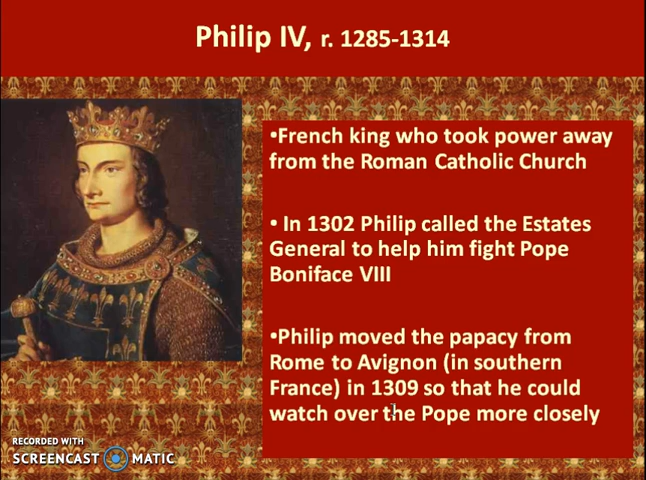 Philip IV, r. 1285-1314
•French king who took power away
from the Roman Catholic Church
• In 1302 Philip called the Estates
General to help him fight Pope
Boniface VIII
•Philip moved the papacy from
Rome to Avignon (in southern
France) in 1309 so that he could
watch over the Pope more closely
RECORDED WITH
SCREENCAST MATIC